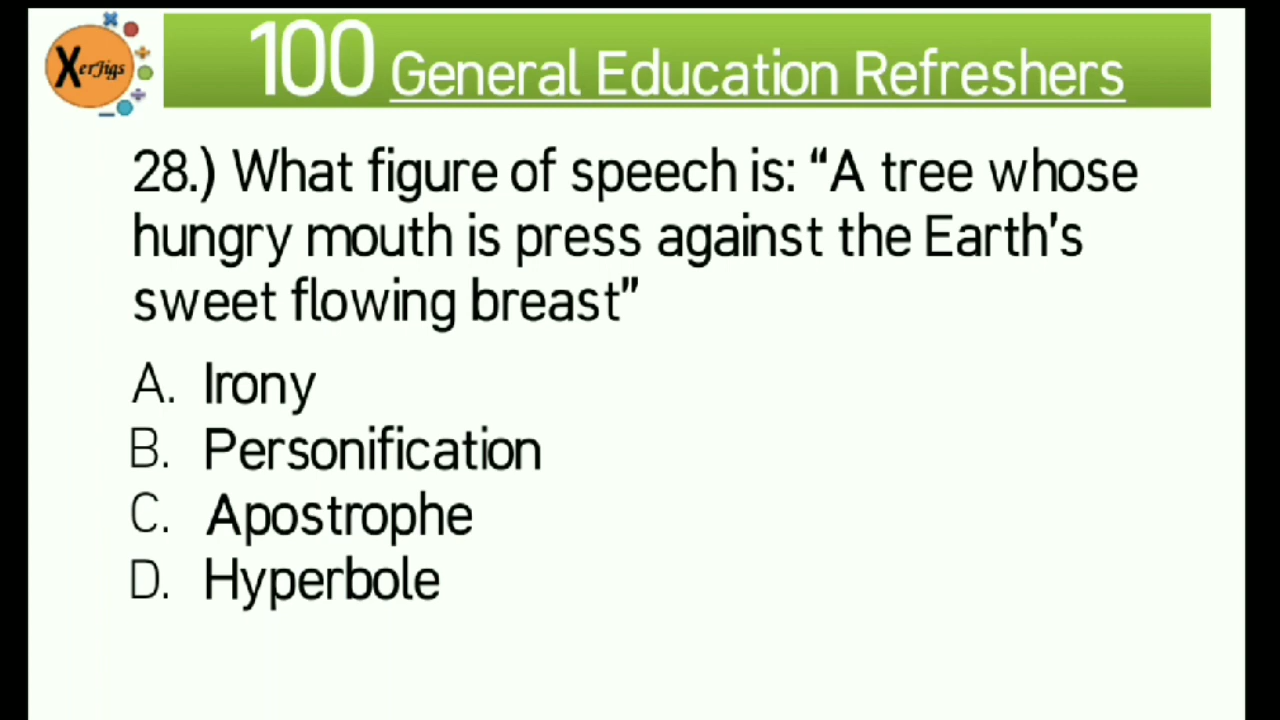 XerJigs
100 General Education Refreshers
28.) What figure of speech is: “A tree whose
hungry mouth is press against the Earth's
sweet flowing breast”
A. Irony
B. Personification
C. Apostrophe
D. Hyperbole